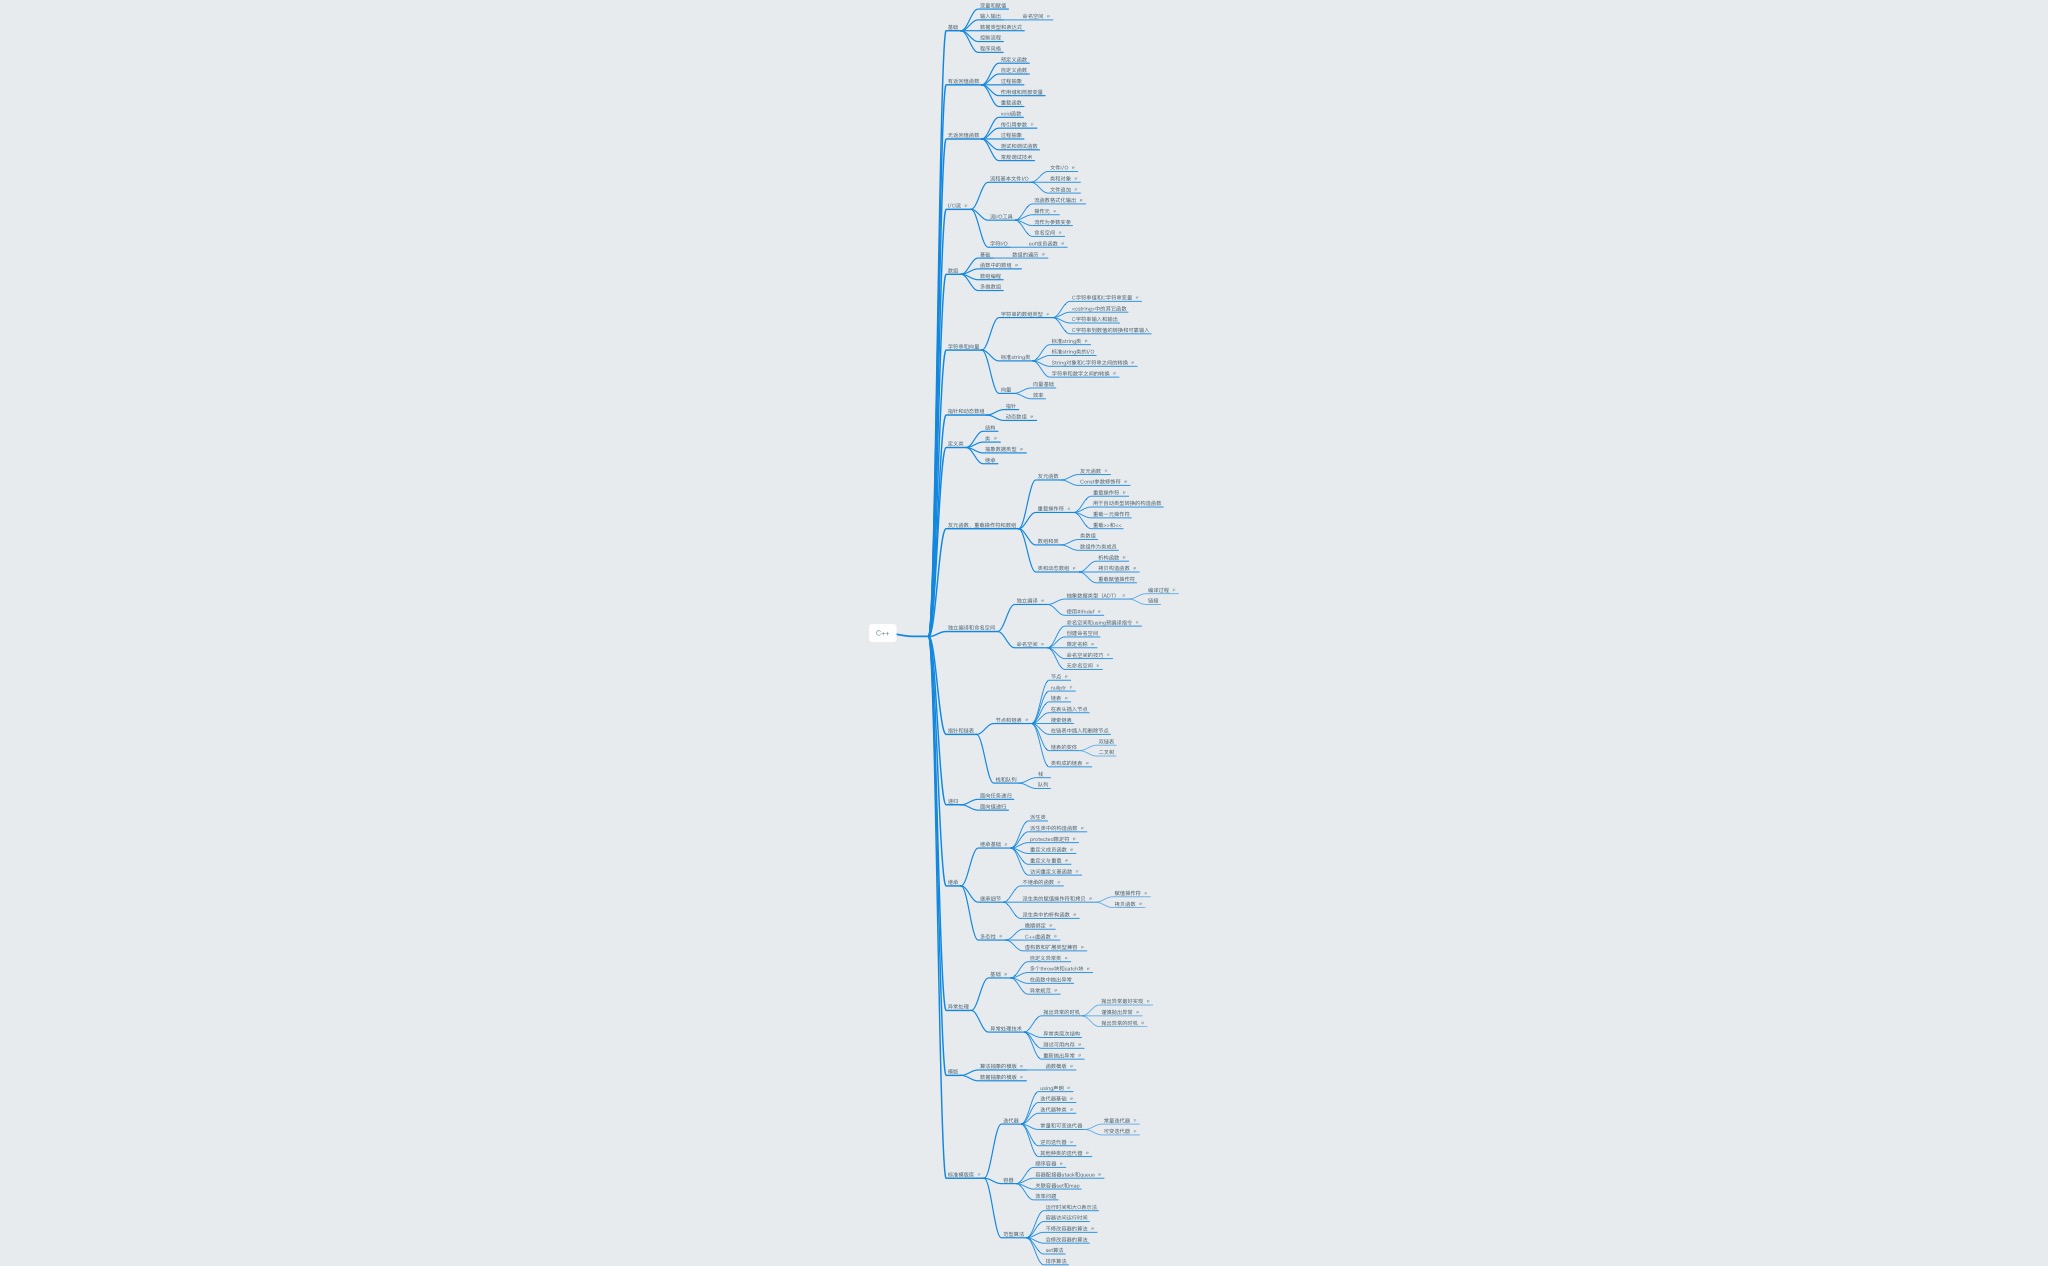 变量和赋值
输入输出 命名空间
基础
数据类型和表达式
控制流程
程序风格
预定义函数
自定义函数
有返回值函数
过程抽象
作用域和局部变量
重载函数
void函数
传引用参数
无返回值函数
过程抽象
测试和调试函数
常规调试技术
文件I/O
流和基本文件I/O
类和对象
文件追加
流函数格式化输出
I/O流
操作元
流I/O工具
流作为参数实参
命名空间
字符I/O eof成员函数
基础 数组的遍历
函数中的数组
数组
数组编程
多维数组
C字符串值和C字符串变量
<cstring>中的其它函数
字符串的数组类型
C字符串输入和输出
C字符串到数值的转换和可靠输入
标准string类
字符串和向量
标准string类的I/O
标准string类
String对象和C字符串之间的转换
字符串和数字之间的转换
向量基础
向量
效率
指针
指针和动态数组
动态数组
结构
类
定义类
抽象数据类型
继承
友元函数
友元函数
Const参数修饰符
重载操作符
用于自动类型转换的构造函数
重载操作符
重载一元操作符
重载>>和<<
友元函数、重载操作符和数组
类数组
数组和类
数组作为类成员
析构函数
类和动态数组
拷贝构造函数
重载赋值操作符
编译过程
抽象数据类型（ADT）
链接
独立编译
使用#ifndef
命名空间和using预编译指令
独立编译和命名空间
创建命名空间
命名空间
限定名称
命名空间的技巧
无命名空间
节点
nullptr
链表
在表头插入节点
节点和链表
搜索链表
指针和链表
在链表中插入和删除节点
双链表
链表的变体
二叉树
类构成的链表
栈
栈和队列
队列
C++
面向任务递归
递归
面向值递归
派生类
派生类中的构造函数
protected限定符
继承基础
重定义成员函数
重定义与重载
访问重定义基函数
不继承的函数
继承
赋值操作符
继承细节
派生类的赋值操作符和拷贝
拷贝函数
派生类中的析构函数
晚期绑定
多态性
C++虚函数
虚构数和扩展类型兼容
自定义异常类
多个throw块和catch块
基础
在函数中抛出异常
异常规范
异常处理
抛出异常最好实现
抛出异常的时机
谨慎抛出异常
抛出异常的时机
异常处理技术
异常类层次结构
测试可用内存
重新抛出异常
算法抽象的模版 函数模版
模版
数据抽象的模版
using声明
迭代器基础
迭代器种类
迭代器
常量迭代器
常量和可变迭代器
可变迭代器
逆向迭代器
其他种类的迭代器
顺序容器
标准模版库
容器配接器stack和queue
容器
关联容器set和map
效率问题
运行时间和大O表示法
容器访问运行时间
不修改容器的算法
范型算法
会修改容器的算法
set算法
排序算法